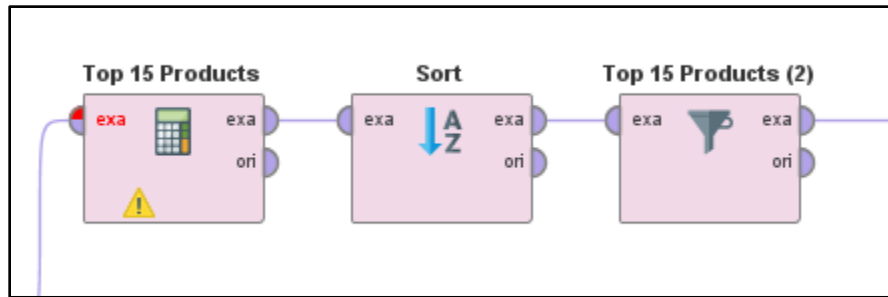 Top 15 Products
Sort
Top 15 Products (2)
exa
exa
exa
exa
exa
exa
ori
ori
ori
A
Z
!